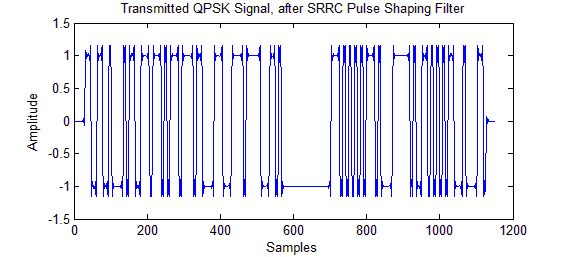 Transmitted QPSK Signal, after SRRC Pulse Shaping Filter
1.5
1
0.5
0
-0.5
-1
-1.5
Amplitude
0 200 400 600 800 1000 1200
Samples